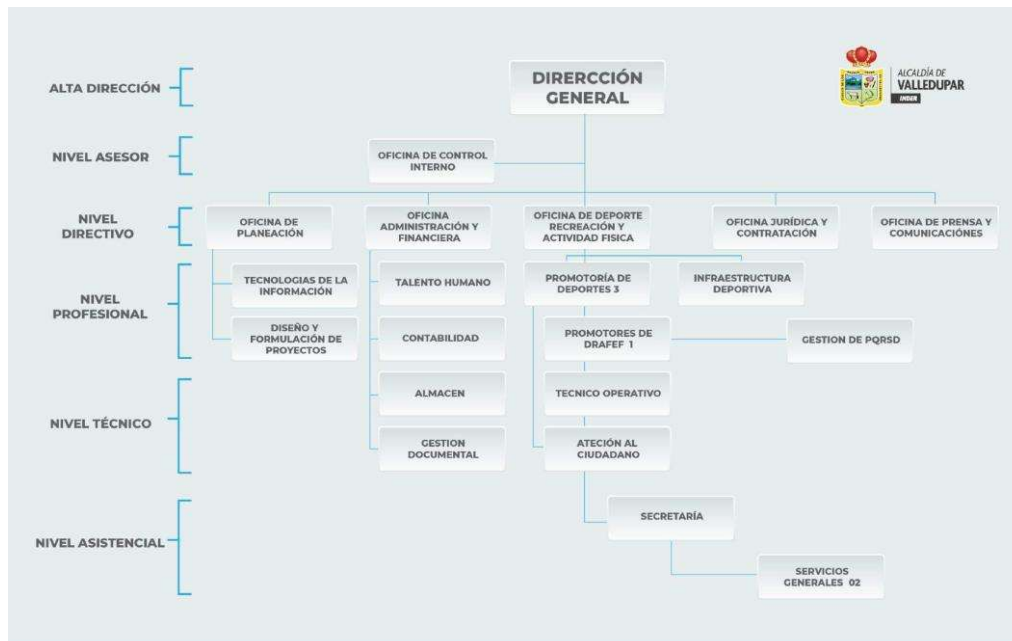 ALTA DIRECCIÓN
DIRERCCIÓN
GENERAL
ALCALDÍA DE
VALLEDUPAR
INDER
NIVEL ASESOR
OFICINA DE CONTROL
INTERNO
NIVEL
DIRECTIVO
OFICINA DE
PLANEACIÓN
OFICINA
ADMINISTRACIÓN Y
FINANCIERA
OFICINA DE DEPORTE
RECREACIÓN Y
ACTIVIDAD FISICA
OFICINA JURÍDICA Y
CONTRATACIÓN
OFICINA DE PRENSA Y
COMUNICACIÓNES
NIVEL
PROFESIONAL
TECNOLOGIAS DE LA
INFORMACIÓN
TALENTO HUMANO
PROMOTORÍA DE
DEPORTES 3
INFRAESTRUCTURA
DEPORTIVA
DISEÑO Y
FORMULACIÓN DE
PROYECTOS
CONTABILIDAD
PROMOTORES DE
DRAFEF 1
GESTION DE PQRSD
NIVEL TÉCNICO
ALMACEN
TECNICO OPERATIVO
GESTION
DOCUMENTAL
ATECIÓN AL
CIUDADANO
NIVEL ASISTENCIAL
SECRETARÍA
SERVICIOS
GENERALES 02